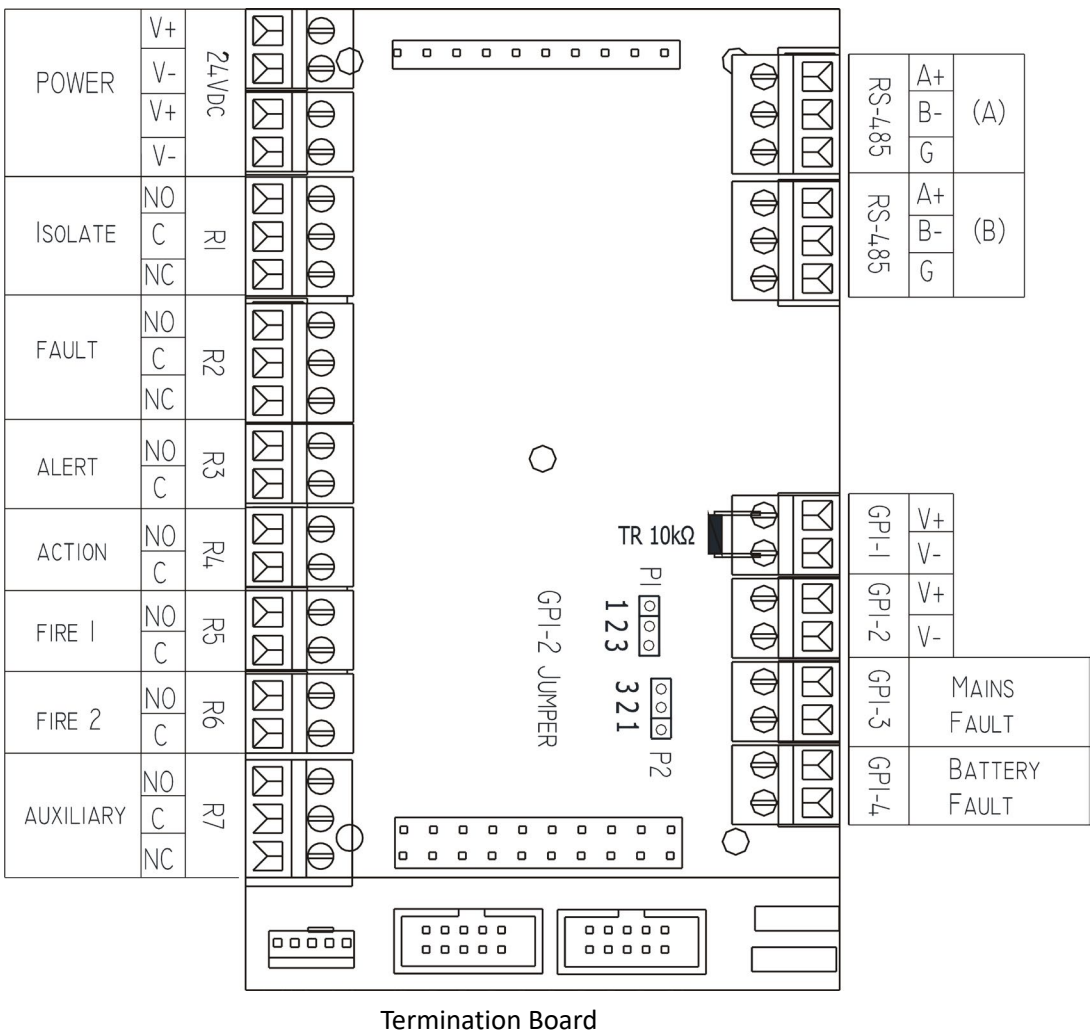 POWER
V+
V-
V+
V-
24VDC
ISOLATE
NO
C
NC
R1
FAULT
NO
C
NC
R2
ALERT
NO
C
R3
ACTION
NO
C
R4
FIRE 1
NO
C
R5
FIRE 2
NO
C
R6
AUXILIARY
NO
C
NC
R7
RS-485
A+
B-
G
(A)
RS-485
A+
B-
G
(B)
TR 10kΩ
GPI-2 JUMPER
P1
1 2 3
3 2 1
P2
GPI-1
V+
V-
GPI-2
V+
V-
GPI-3
MAINS
FAULT
GPI-4
BATTERY
FAULT
Termination Board